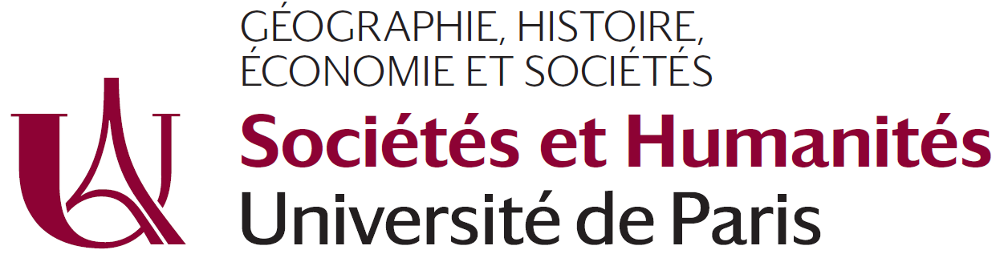 GÉOGRAPHIE, HISTOIRE,
ÉCONOMIE ET SOCIÉTÉS
Sociétés et Humanités
Université de Paris